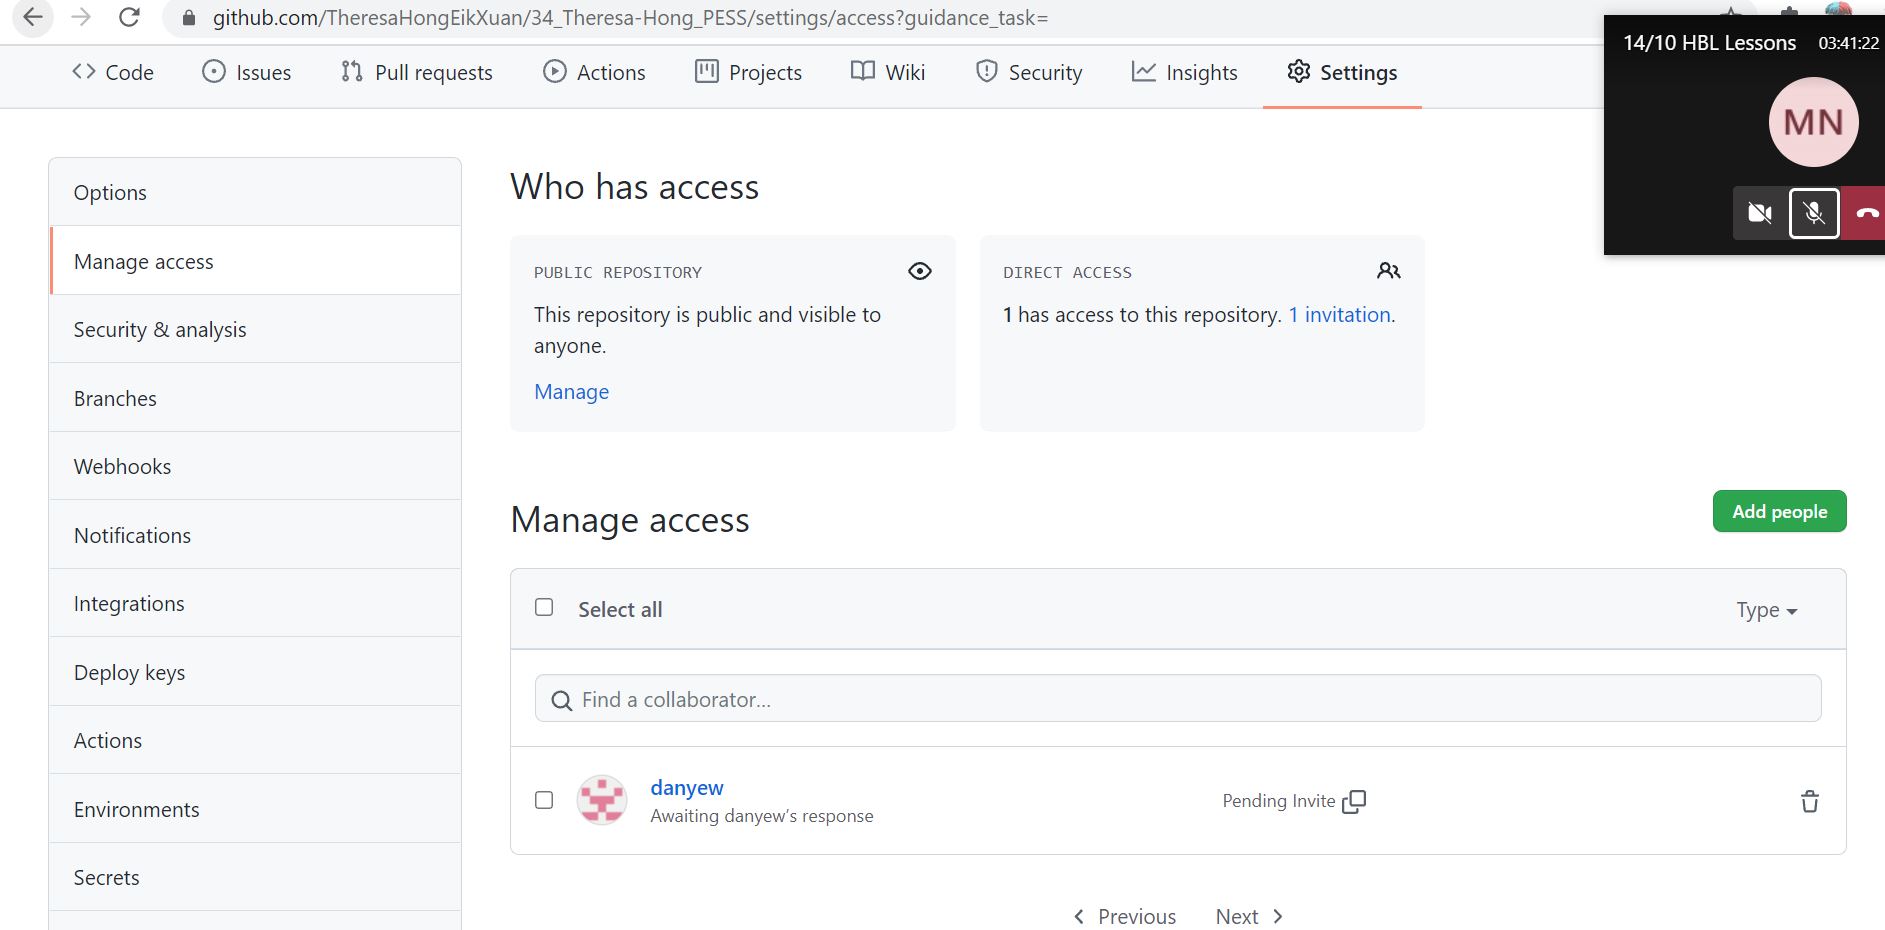 github.com/TheresaHongEikXuan/34_Theresa-Hong_PESS/settings/access?guidance_task=
14/10 HBL Lessons 03:41:22
MN
Code Issues Pull requests Actions Projects Wiki Security Insights Settings
Options
Manage access
Security & analysis
Branches
Webhooks
Notifications
Integrations
Deploy keys
Actions
Environments
Secrets
Who has access
PUBLIC REPOSITORY
This repository is public and visible to
anyone.
Manage
DIRECT ACCESS
1 has access to this repository. 1 invitation.
Manage access
Add people
Select all
Type
Find a collaborator...
danyew
Awaiting danyew's response
Pending Invite
Previous Next